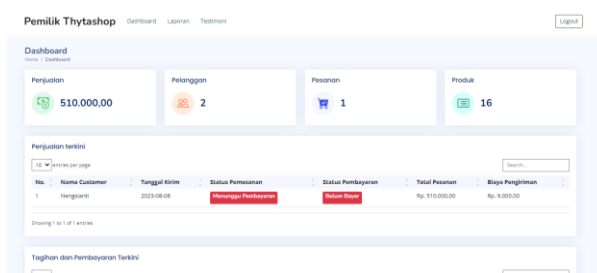 Pemilik Thytashop Dashboard Laporan Testimoni Logout
Dashboard
Home / Dashboard
Penjualan Pelanggan Pesanan Produk
510.000,00 2 1 16
Penjualan terkini
10 entries per page Search...
No. Nama Customer Tanggal Kirim Status Pemesanan Status Pembayaran Total Pesanan Biaya Pengiriman
1 Nengsiarti 2023-08-08 Menunggu Pembayaran Belum Bayar Rp. 510.000,00 Rp. 9.000,00
Showing 1 to 1 of 1 entries
Tagihan dan Pembayaran Terkini